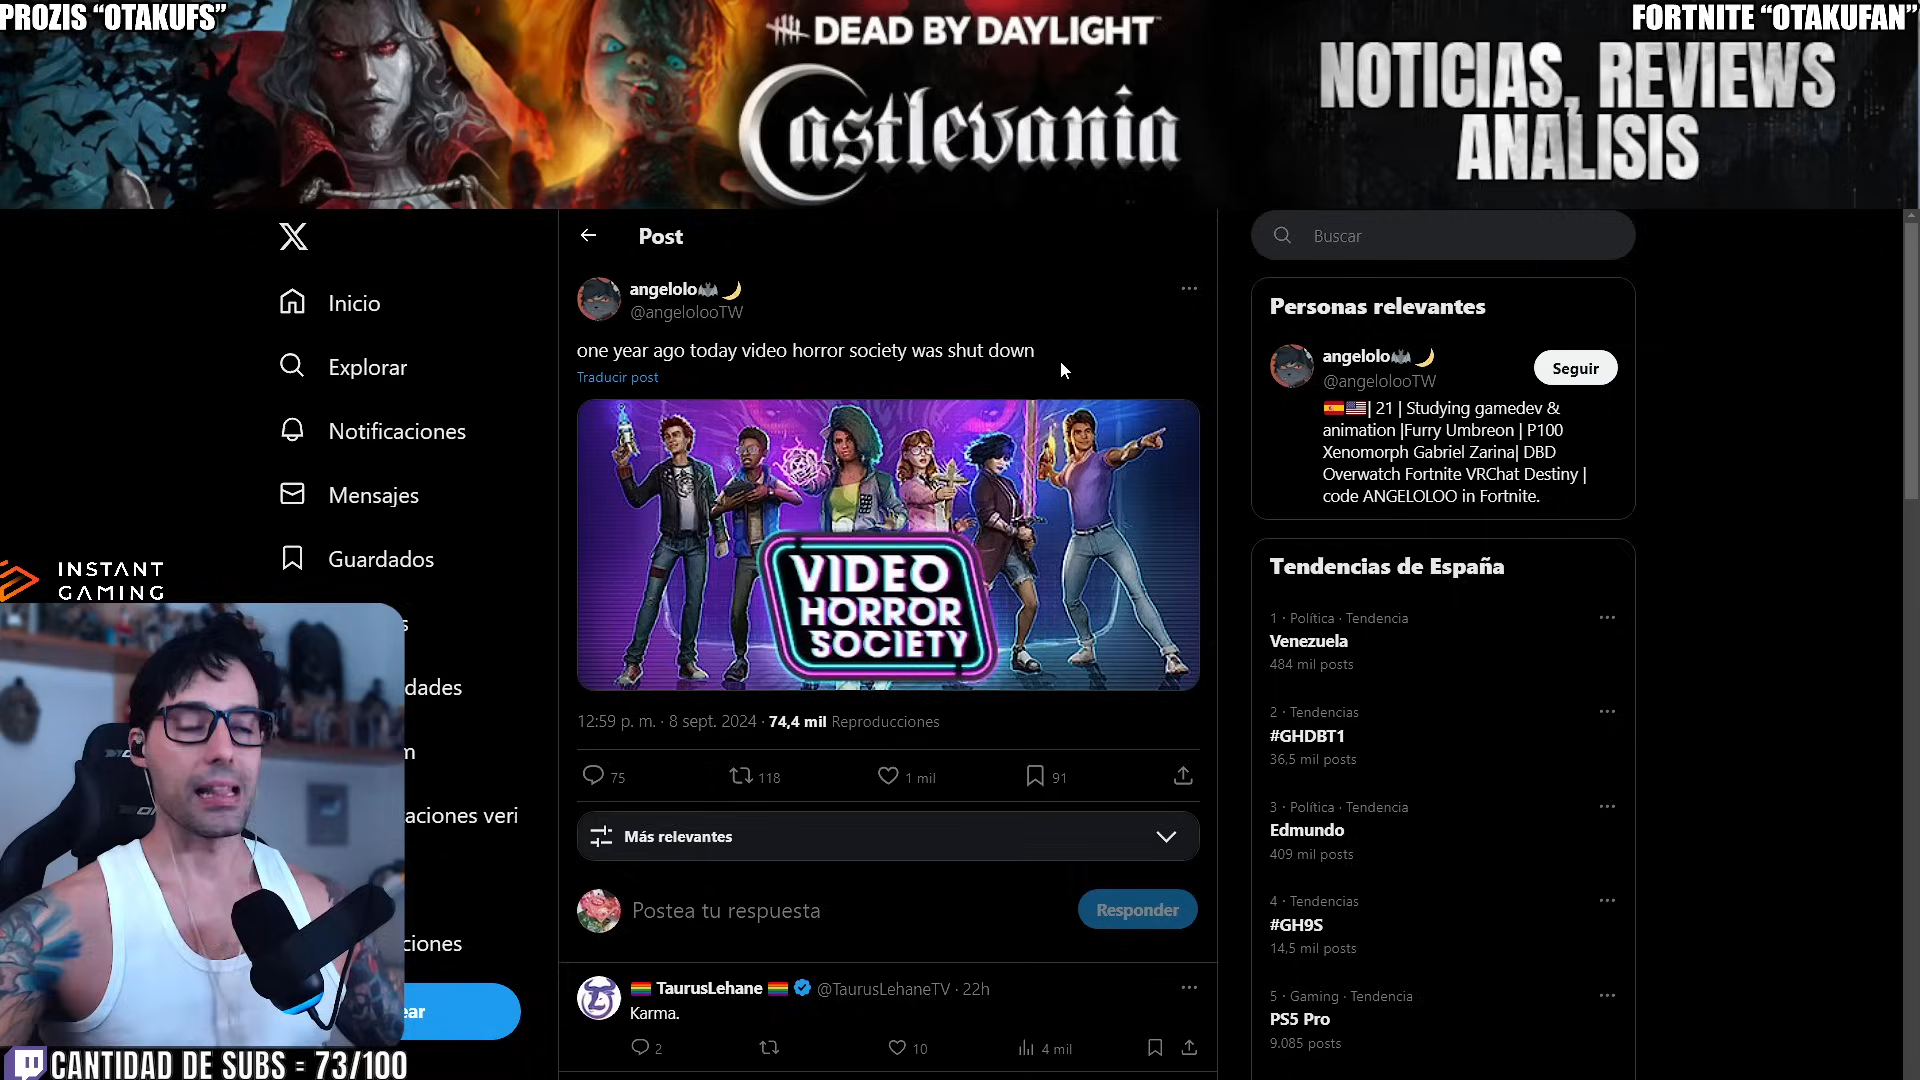 PROZIS “OTAKUFS”
DEAD BY DAYLIGHT
Castlevania
FORTNITE “OTAKUFAN”
NOTICIAS, REVIEWS
ANALISIS
Inicio
Explorar
Notificaciones
Mensajes
Guardados
s
dades
m
aciones veri
ciones
ear
INSTANT
GAMING
CANTIDAD DE SUBS = 73/100
Post
angelolo
@angelolooTW
one year ago today video horror society was shut down
Traducir post
VIDEO
HORROR
SOCIETY
12:59 p. m. · 8 sept. 2024 · 74,4 mil Reproducciones
75
118
1 mil
91
Más relevantes
Postea tu respuesta
Responder
TaurusLehane @TaurusLehaneTV · 22h
Karma.
2
10
4 mil
Buscar
Personas relevantes
angelolo
@angelolooTW
Seguir
| 21 | Studying gamedev &
animation |Furry Umbreon | P100
Xenomorph Gabriel Zarina| DBD
Overwatch Fortnite VRChat Destiny |
code ANGELOLOO in Fortnite.
Tendencias de España
1 · Política · Tendencia
Venezuela
484 mil posts
2 · Tendencias
#GHDBT1
36,5 mil posts
3 · Política · Tendencia
Edmundo
409 mil posts
4 · Tendencias
#GH9S
14,5 mil posts
5 · Gaming · Tendencia
PS5 Pro
9.085 posts